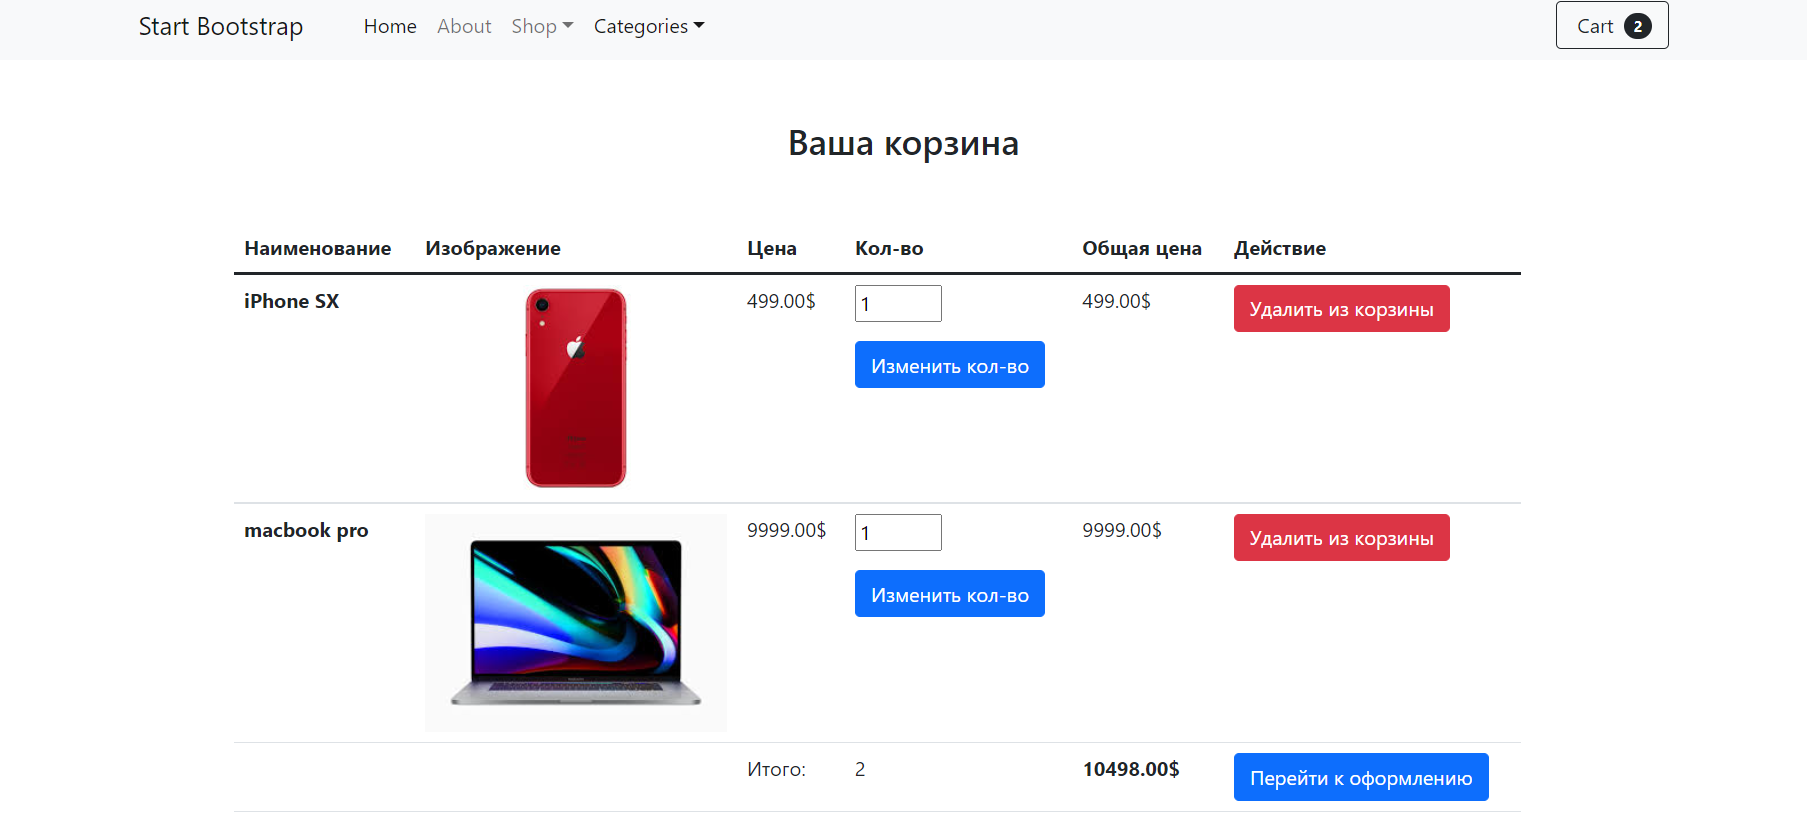 Start Bootstrap Home About Shop Categories Cart 2
Ваша корзина
Наименование Изображение Цена Кол-во Общая цена Действие
iPhone SX 499.00$ 1 499.00$ Удалить из корзины
Изменить кол-во
macbook pro 9999.00$ 1 9999.00$ Удалить из корзины
Изменить кол-во
Итого: 2 10498.00$ Перейти к оформлению